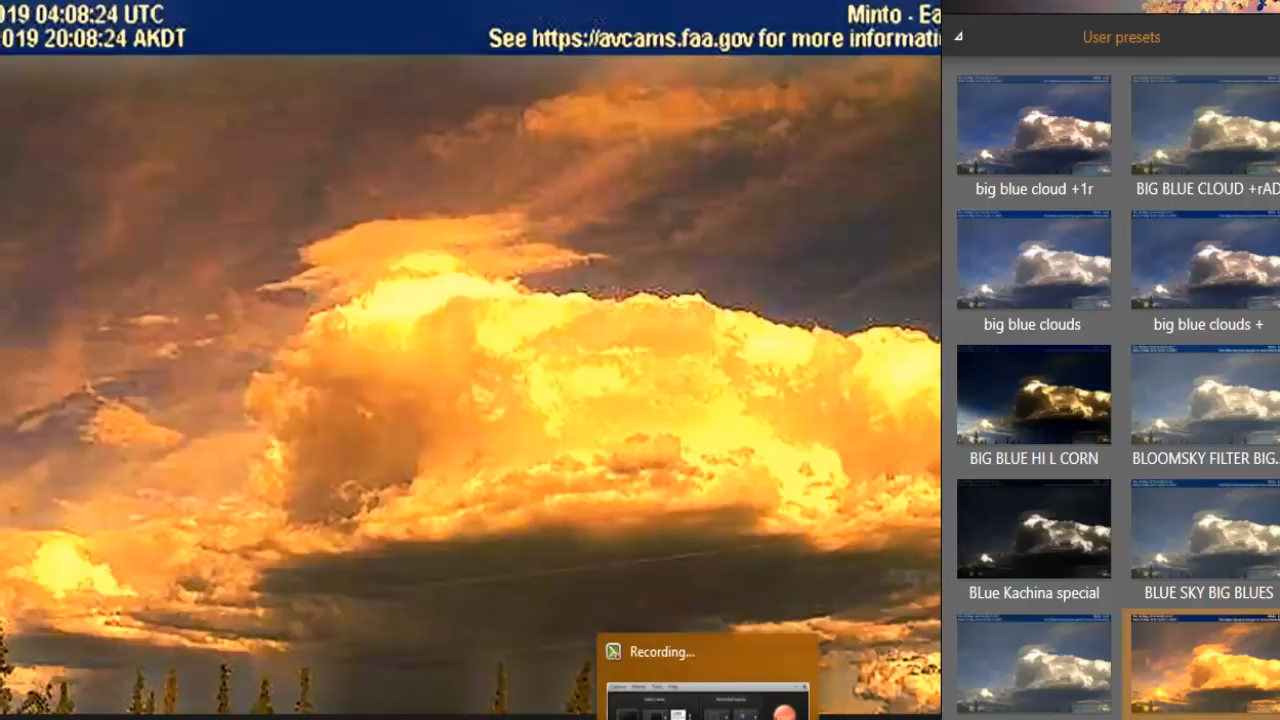 019 04:08:24 UTC
Minto - Ea
019 20:08:24 AKDT
See https://avcams.faa.gov for more informati
User presets
big blue cloud +1r
BIG BLUE CLOUD +rAD
big blue clouds
big blue clouds +
BIG BLUE HI L CORN
BLOOMSKY FILTER BIG...
BLue Kachina special
BLUE SKY BIG BLUES
Recording...